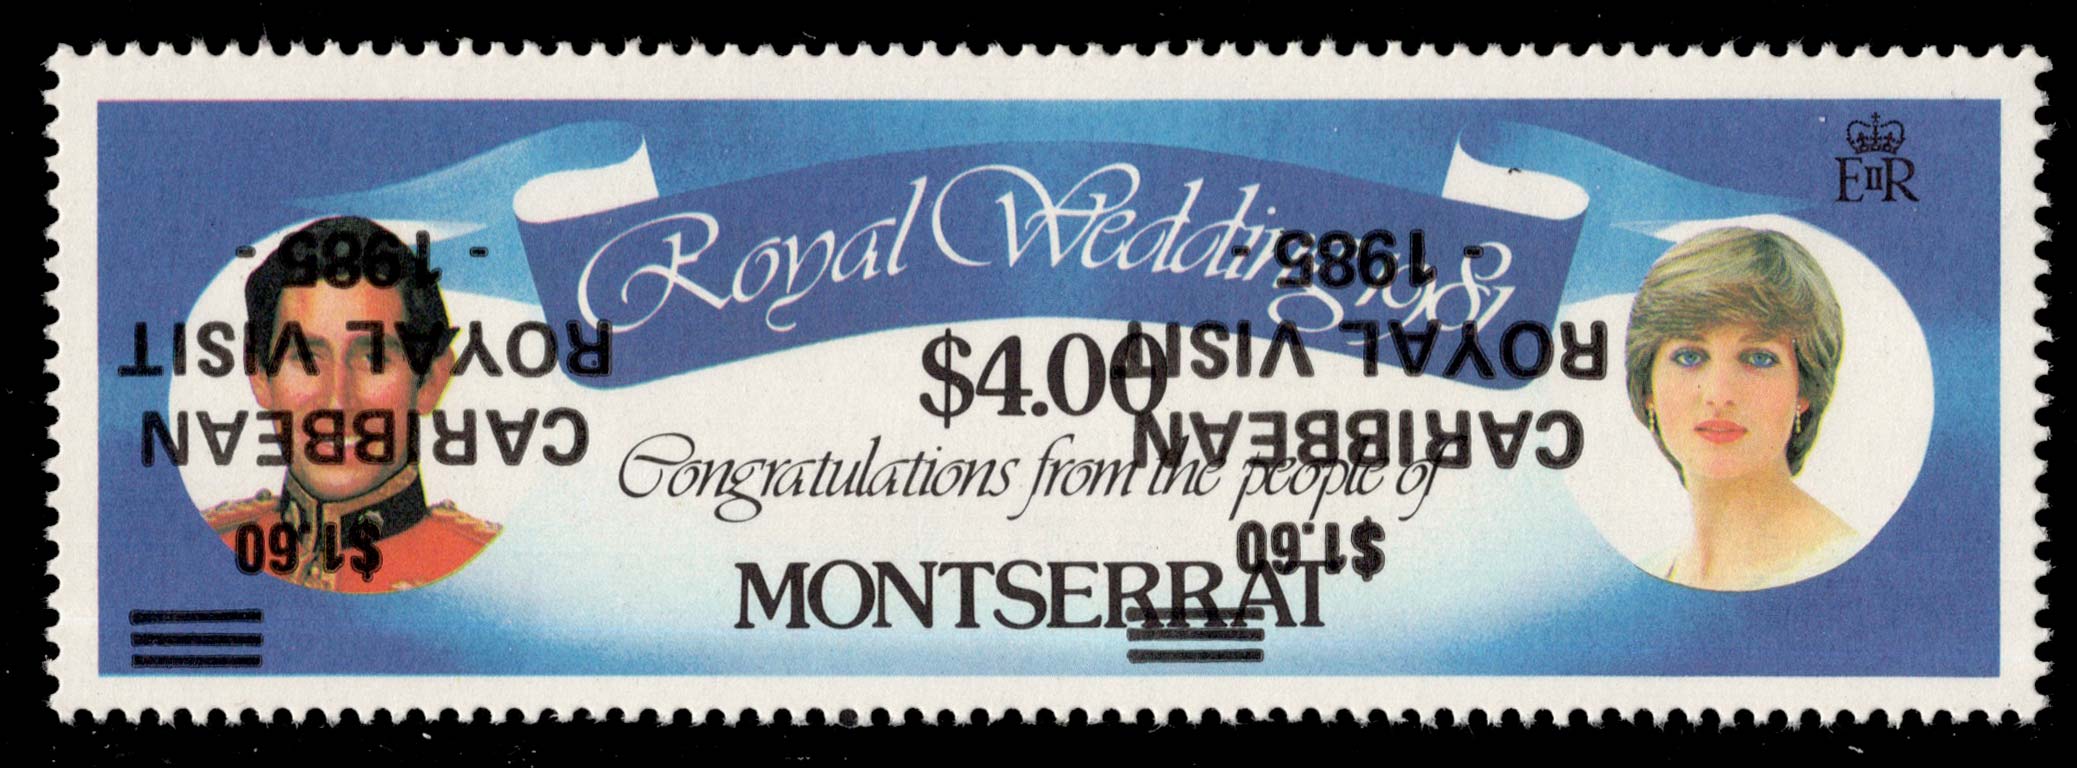 EIIR
Royal Wedding 1981
$4.00
Congratulations from the people of
MONTSERRAT
$1.60
CARIBBEAN
ROYAL VISIT
- 1985 -
$1.60
CARIBBEAN
ROYAL VISIT
- 1985 -